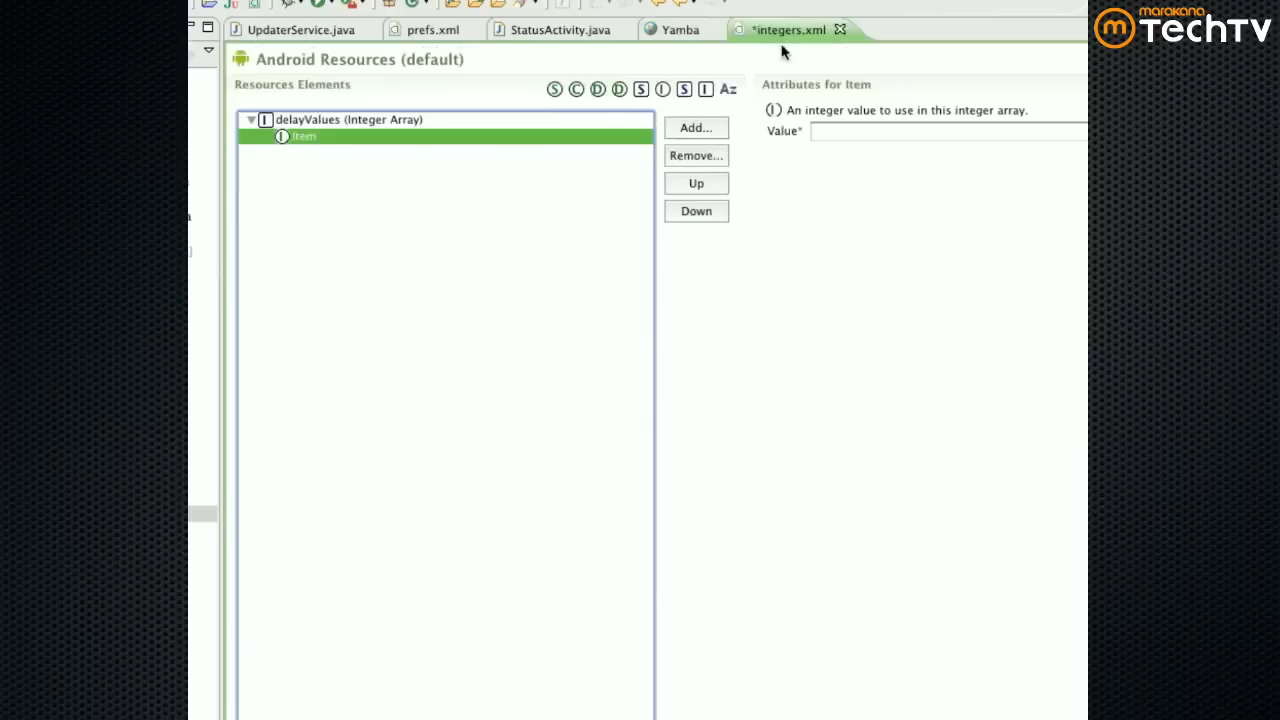 marakana
TechTV
UpdaterService.java
prefs.xml
StatusActivity.java
Yamba
*integers.xml
Android Resources (default)
Resources Elements
S C D D S I S I Az
Attributes for Item
delayValues (Integer Array)
Item
Add...
Remove...
Up
Down
I An integer value to use in this integer array.
Value*